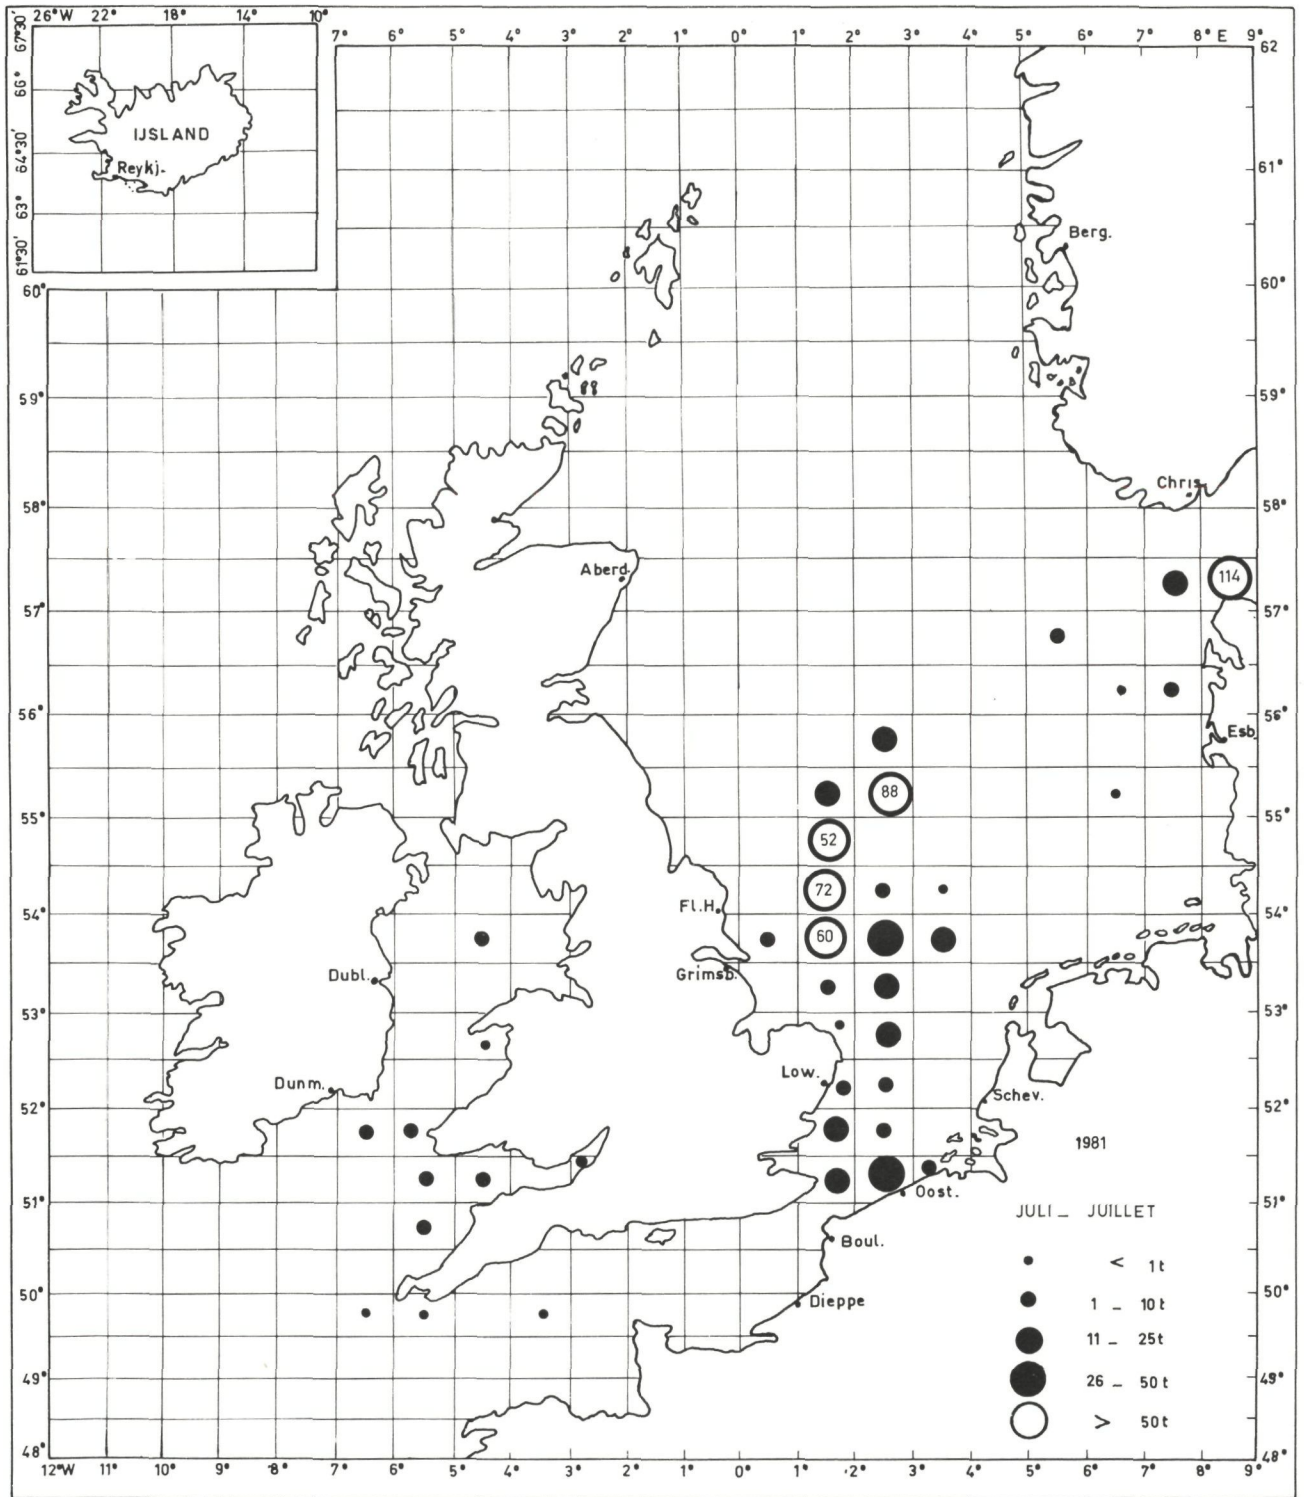 26°W 22° 18° 14° 10°
67°30'
66°
64°30'
63°
61°30'
IJSLAND
Reykj.
7° 6° 5° 4° 3° 2° 1° 0° 1° 2° 3° 4° 5° 6° 7° 8° E 9°
62
61°
Berg.
60° 60°
59° 59°
Chris.
58° 58°
Aberd.
114
57° 57°
56° 56°
Esb.
88
55° 55°
52
72
Fl.H.
54° 54°
60
Dubl.
Grimsb.
53° 53°
Low.
Dunm.
Schev.
52° 52°
1981
51° 51°
Oost.
JULI _ JUILLET
Boul.
< 1t
50° 50°
Dieppe
1 _ 10t
11 _ 25t
49° 49°
26 _ 50t
> 50t
48° 48°
12°W 11° 10° 9° 8° 7° 6° 5° 4° 3° 2° 1° 0° 1° 2° 3° 4° 5° 6° 7° 8° 9°